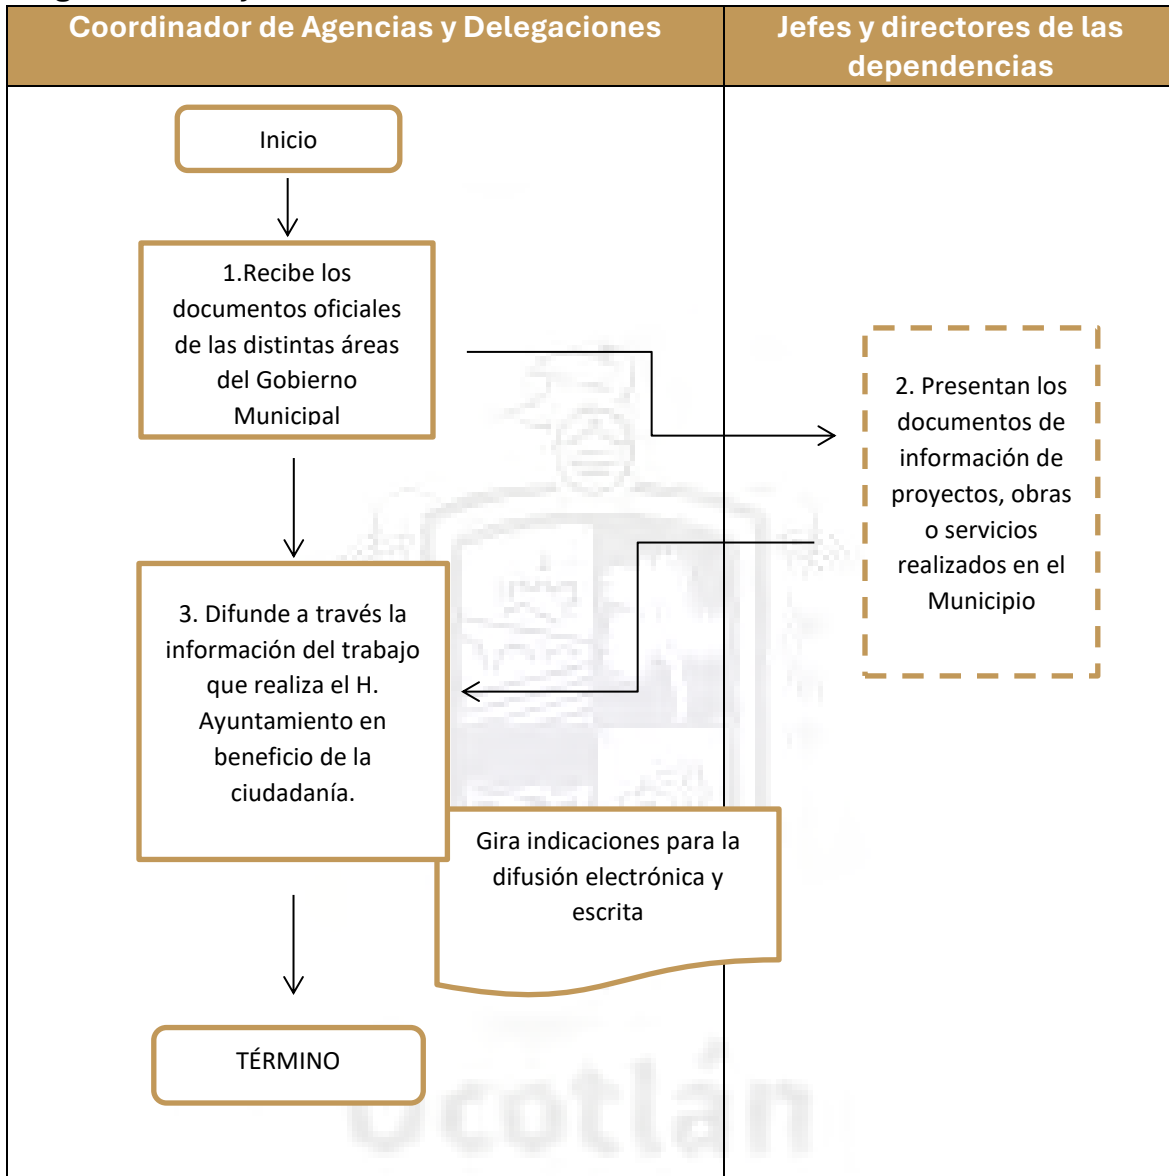 Coordinador de Agencias y Delegaciones
Jefes y directores de las
dependencias
Inicio
1.Recibe los
documentos oficiales
de las distintas áreas
del Gobierno
Municipal
2. Presentan los
documentos de
información de
proyectos, obras
o servicios
realizados en el
Municipio
3. Difunde a través la
información del trabajo
que realiza el H.
Ayuntamiento en
beneficio de la
ciudadanía.
Gira indicaciones para la
difusión electrónica y
escrita
TÉRMINO
Ocotlán